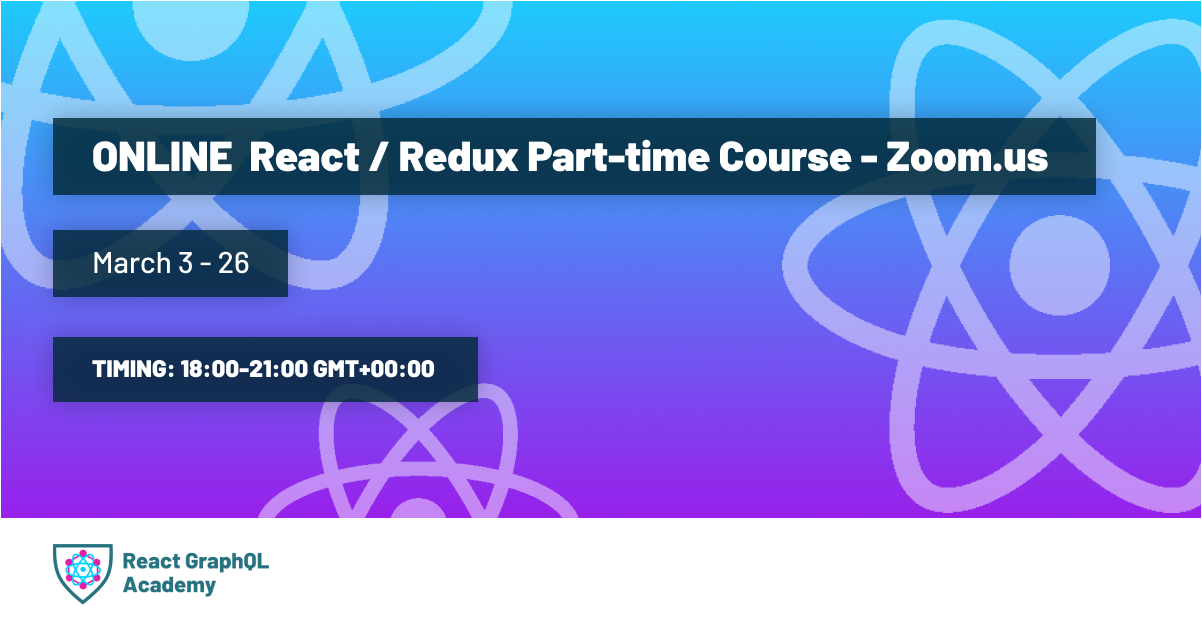 ONLINE React / Redux Part-time Course - Zoom.us
March 3 - 26
TIMING: 18:00-21:00 GMT+00:00
React GraphQL
Academy